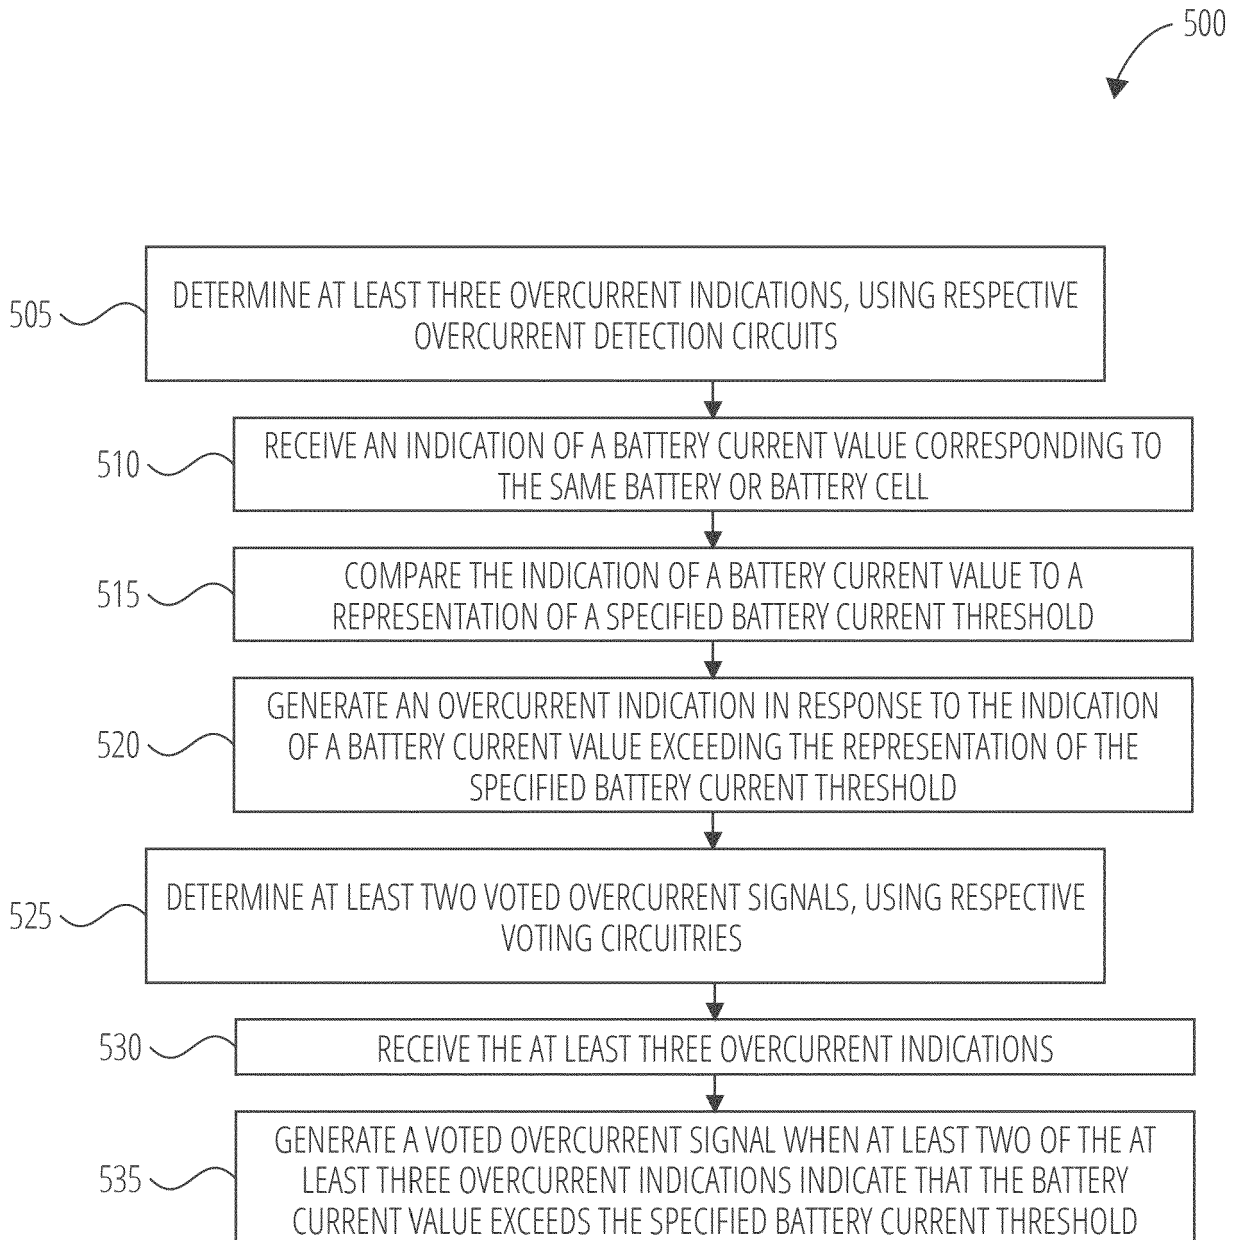 500
505
DETERMINE AT LEAST THREE OVERCURRENT INDICATIONS, USING RESPECTIVE
OVERCURRENT DETECTION CIRCUITS
510
RECEIVE AN INDICATION OF A BATTERY CURRENT VALUE CORRESPONDING TO
THE SAME BATTERY OR BATTERY CELL
515
COMPARE THE INDICATION OF A BATTERY CURRENT VALUE TO A
REPRESENTATION OF A SPECIFIED BATTERY CURRENT THRESHOLD
520
GENERATE AN OVERCURRENT INDICATION IN RESPONSE TO THE INDICATION
OF A BATTERY CURRENT VALUE EXCEEDING THE REPRESENTATION OF THE
SPECIFIED BATTERY CURRENT THRESHOLD
525
DETERMINE AT LEAST TWO VOTED OVERCURRENT SIGNALS, USING RESPECTIVE
VOTING CIRCUITRIES
530
RECEIVE THE AT LEAST THREE OVERCURRENT INDICATIONS
535
GENERATE A VOTED OVERCURRENT SIGNAL WHEN AT LEAST TWO OF THE AT
LEAST THREE OVERCURRENT INDICATIONS INDICATE THAT THE BATTERY
CURRENT VALUE EXCEEDS THE SPECIFIED BATTERY CURRENT THRESHOLD